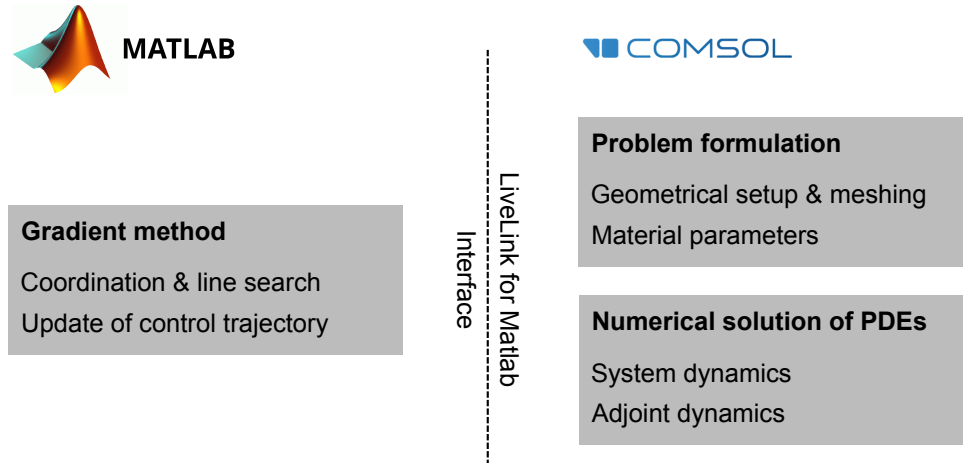 MATLAB
COMSOL
Gradient method
Coordination & line search
Update of control trajectory
Interface
LiveLink for Matlab
Problem formulation
Geometrical setup & meshing
Material parameters
Numerical solution of PDEs
System dynamics
Adjoint dynamics